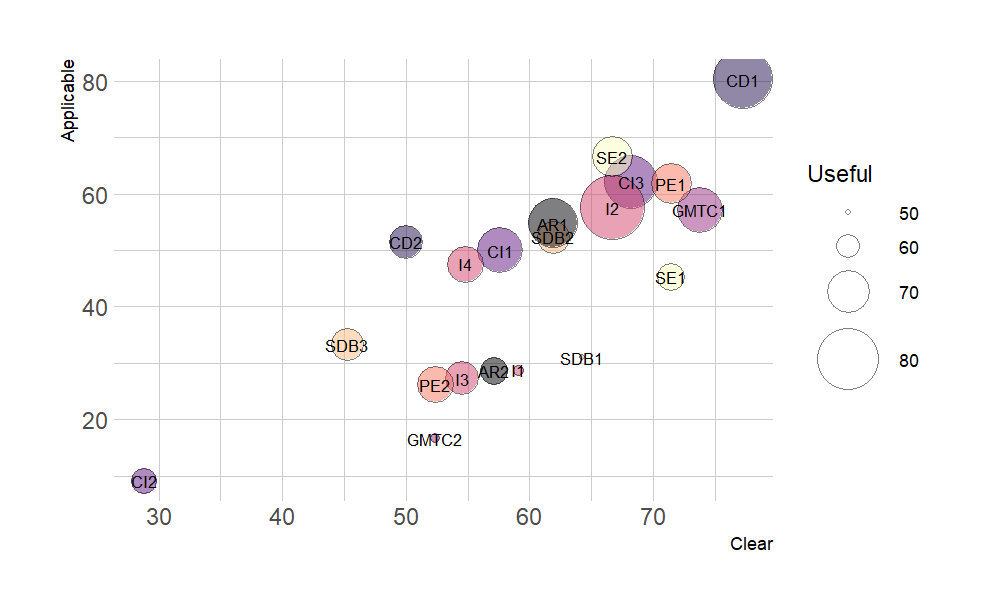 Applicable
80
60
40
20
CD1
SE2
CI3
PE1
I2
GMTC1
AR1
SDB2
CD2
CI1
I4
SE1
SDB3
SDB1
AR2
I1
I3
PE2
GMTC2
CI2
30
40
50
60
70
Clear
Useful
50
60
70
80